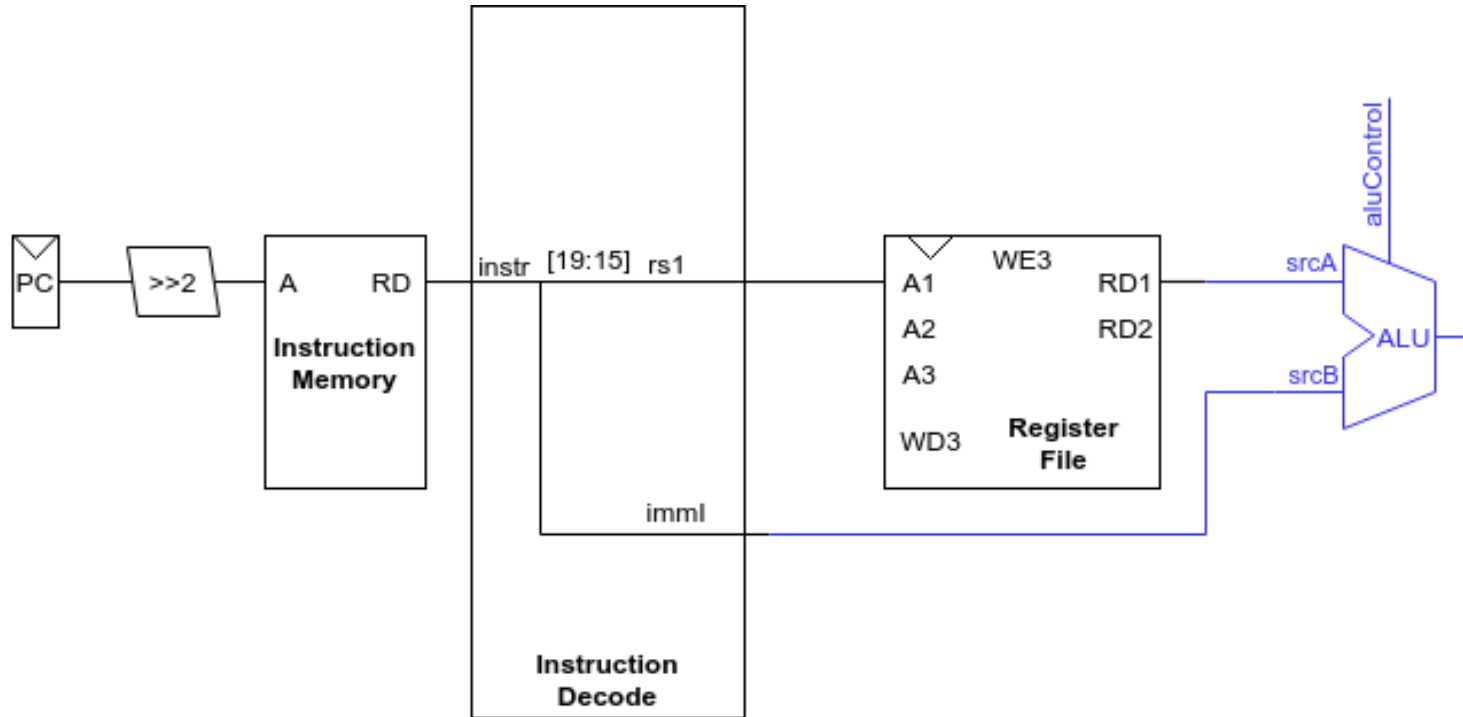 aluControl
PC
>>2
A
RD
Instruction
Memory
instr
[19:15]
rs1
immI
Instruction
Decode
WE3
A1
RD1
A2
RD2
A3
WD3
Register
File
srcA
srcB
ALU